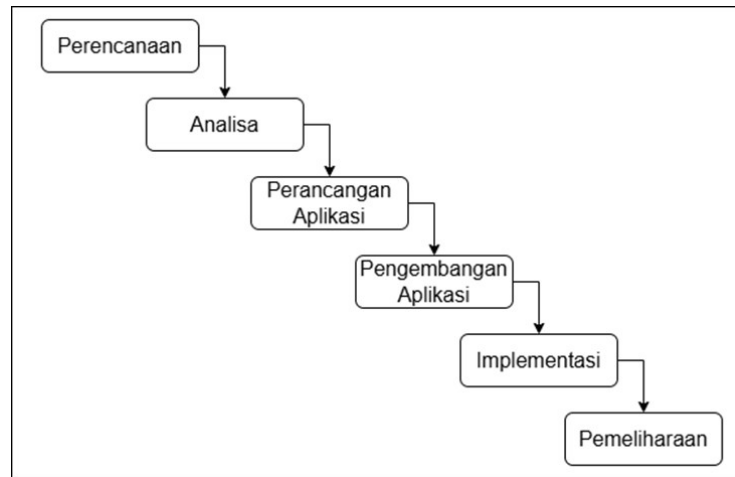 Perencanaan
Analisa
Perancangan
Aplikasi
Pengembangan
Aplikasi
Implementasi
Pemeliharaan